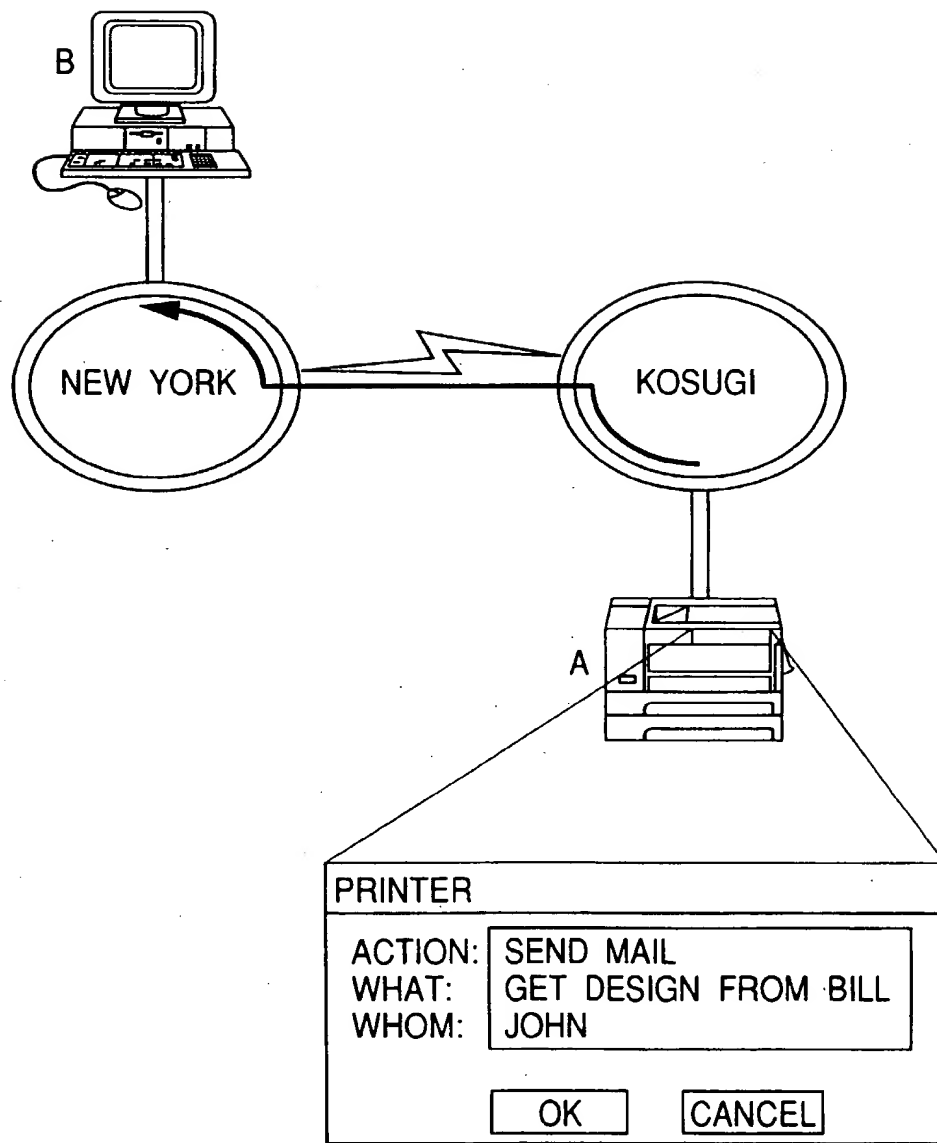 B
NEW YORK
KOSUGI
A
PRINTER
ACTION: SEND MAIL
WHAT: GET DESIGN FROM BILL
WHOM: JOHN
OK CANCEL